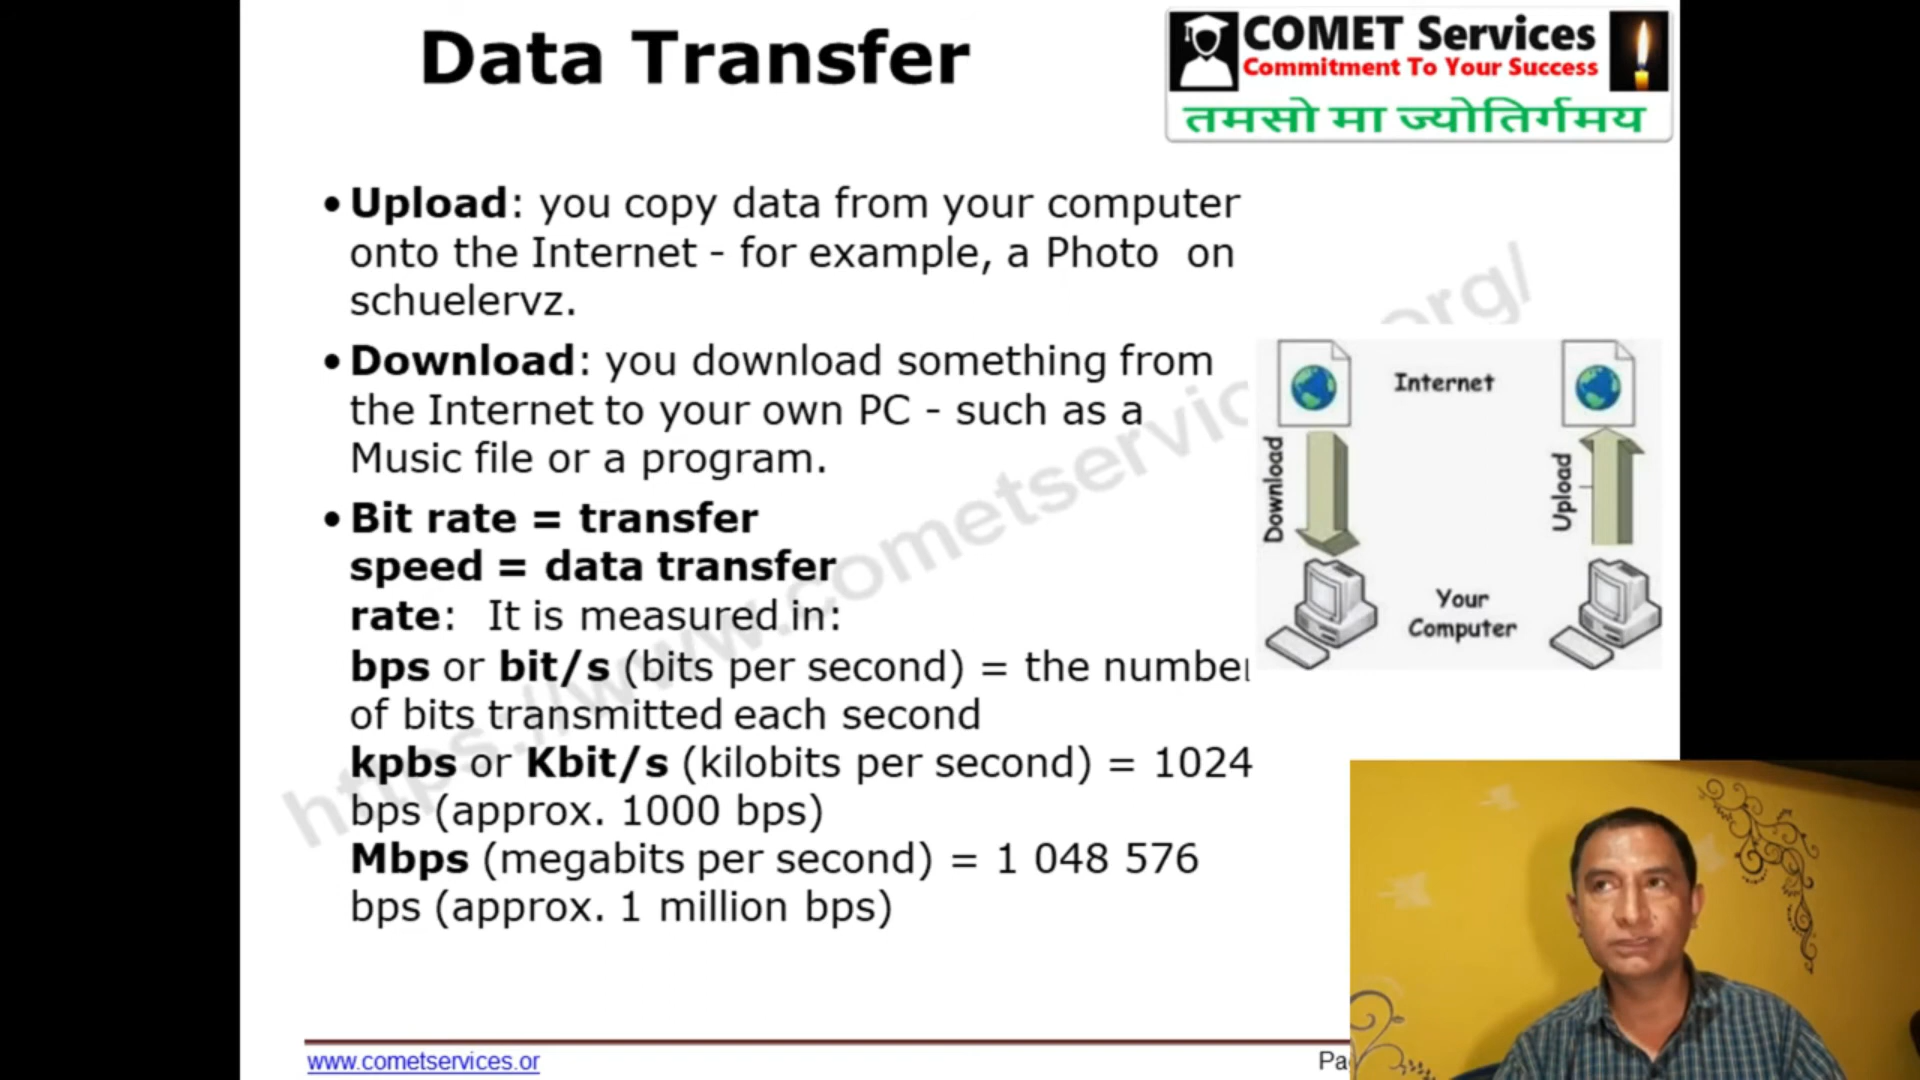 Data Transfer
COMET Services
Commitment To Your Success
तमसो मा ज्योतिर्गमय
• Upload: you copy data from your computer
onto the Internet - for example, a Photo on
schuelervz.
• Download: you download something from
the Internet to your own PC - such as a
Music file or a program.
• Bit rate = transfer
speed = data transfer
rate: It is measured in:
bps or bit/s (bits per second) = the number
of bits transmitted each second
kpbs or Kbit/s (kilobits per second) = 1024
bps (approx. 1000 bps)
Mbps (megabits per second) = 1 048 576
bps (approx. 1 million bps)
Internet
Download
Upload
Your
Computer
https://www.cometservic
org/
www.cometservices.or